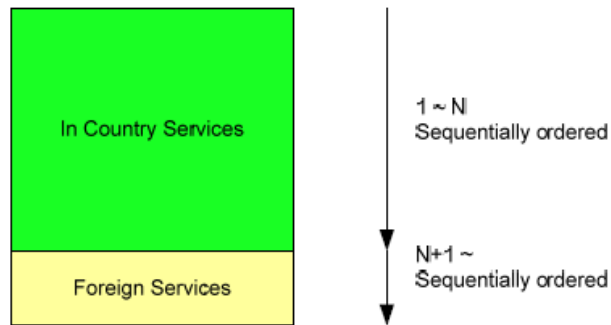 In Country Services
1 ~ N
Sequentially ordered
N+1 ~
Sequentially ordered
Foreign Services